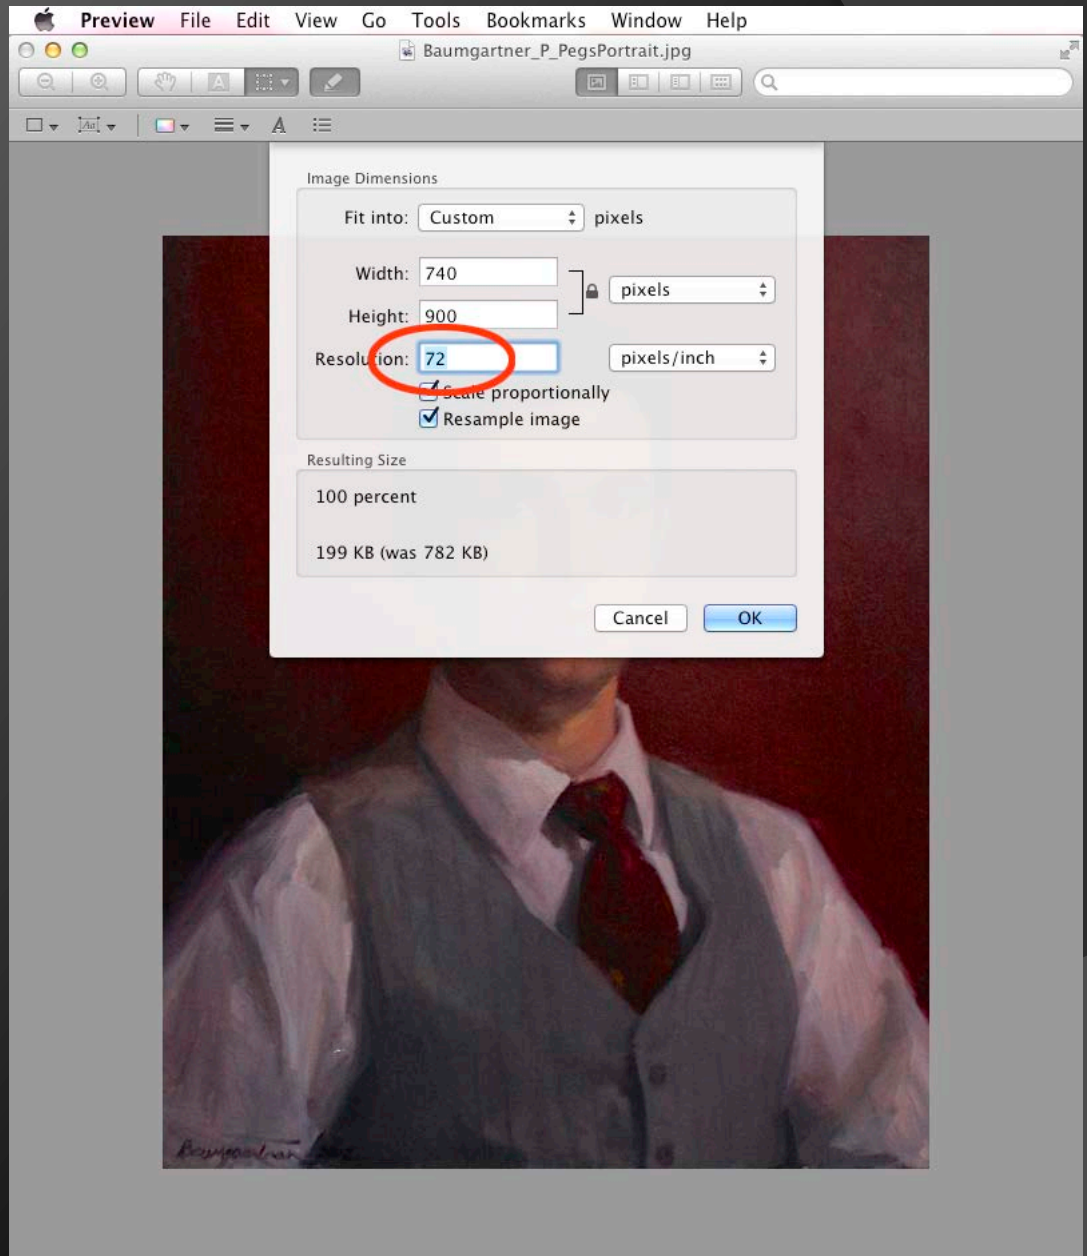 Preview File Edit View Go Tools Bookmarks Window Help
Baumgartner_P_PegsPortrait.jpg
A
Aa A
Image Dimensions
Fit into: Custom pixels
Width: 740
pixels
Height: 900
Resolution: 72 pixels/inch
Scale proportionally
Resample image
Resulting Size
100 percent
199 KB (was 782 KB)
Cancel OK